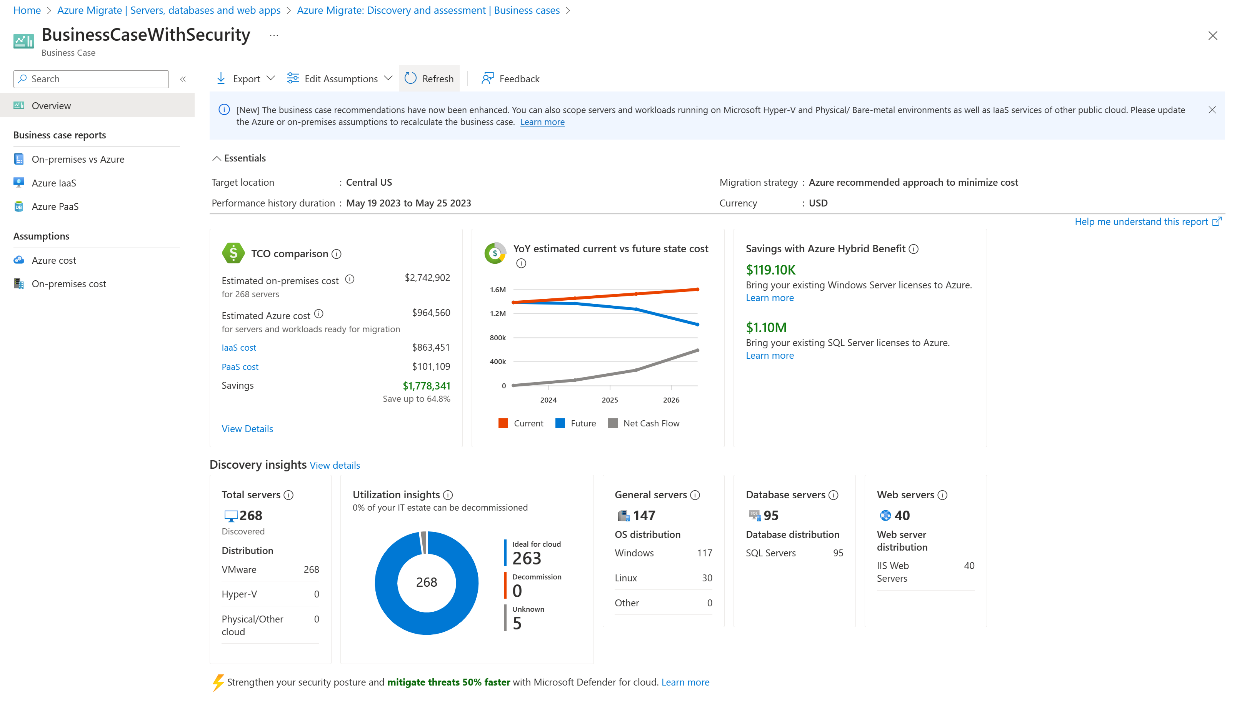 Home > Azure Migrate | Servers, databases and web apps > Azure Migrate: Discovery and assessment | Business cases >
BusinessCaseWithSecurity ...
Business Case
Search «
Overview
Business case reports
On-premises vs Azure
Azure IaaS
Azure PaaS
Assumptions
Azure cost
On-premises cost
Export Edit Assumptions Refresh Feedback
[New] The business case recommendations have now been enhanced. You can also scope servers and workloads running on Microsoft Hyper-V and Physical/ Bare-metal environments as well as IaaS services of other public cloud. Please update
the Azure or on-premises assumptions to recalculate the business case. Learn more
Essentials
Target location : Central US
Performance history duration : May 19 2023 to May 25 2023
Migration strategy : Azure recommended approach to minimize cost
Currency : USD
Help me understand this report
TCO comparison
Estimated on-premises cost $2,742,902
for 268 servers
Estimated Azure cost $964,560
for servers and workloads ready for migration
IaaS cost $863,451
PaaS cost $101,109
Savings $1,778,341
Save up to 64.8%
View Details
YoY estimated current vs future state cost
1.6M
1.2M
800k
400k
0
2024 2025 2026
Current Future Net Cash Flow
Savings with Azure Hybrid Benefit
$119.10K
Bring your existing Windows Server licenses to Azure.
Learn more
$1.10M
Bring your existing SQL Server licenses to Azure.
Learn more
Discovery insights View details
Total servers
268
Discovered
Distribution
VMware 268
Hyper-V 0
Physical/Other 0
cloud
Utilization insights
0% of your IT estate can be decommissioned
268
Ideal for cloud
263
Decommission
0
Unknown
5
General servers
147
OS distribution
Windows 117
Linux 30
Other 0
Database servers
95
Database distribution
SQL Servers 95
Web servers
40
Web server
distribution
IIS Web 40
Servers
Strengthen your security posture and mitigate threats 50% faster with Microsoft Defender for cloud. Learn more